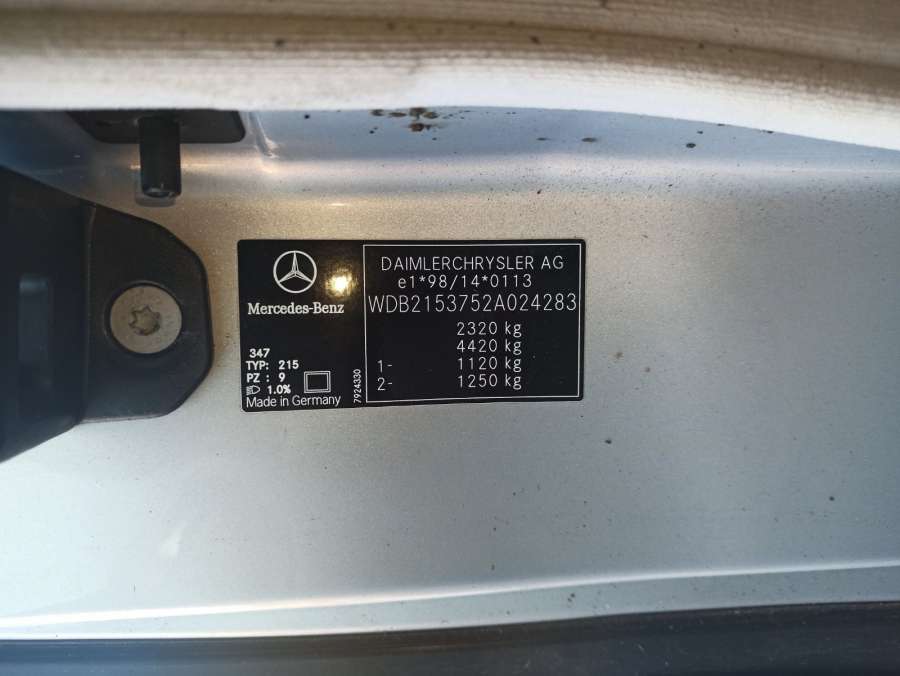 Mercedes-Benz
347
TYP: 215
PZ : 9
1.0%
Made in Germany
7924330
DAIMLERCHRYSLER AG
e1*98/14*0113
WDB2153752A024283
2320 kg
4420 kg
1- 1120 kg
2- 1250 kg